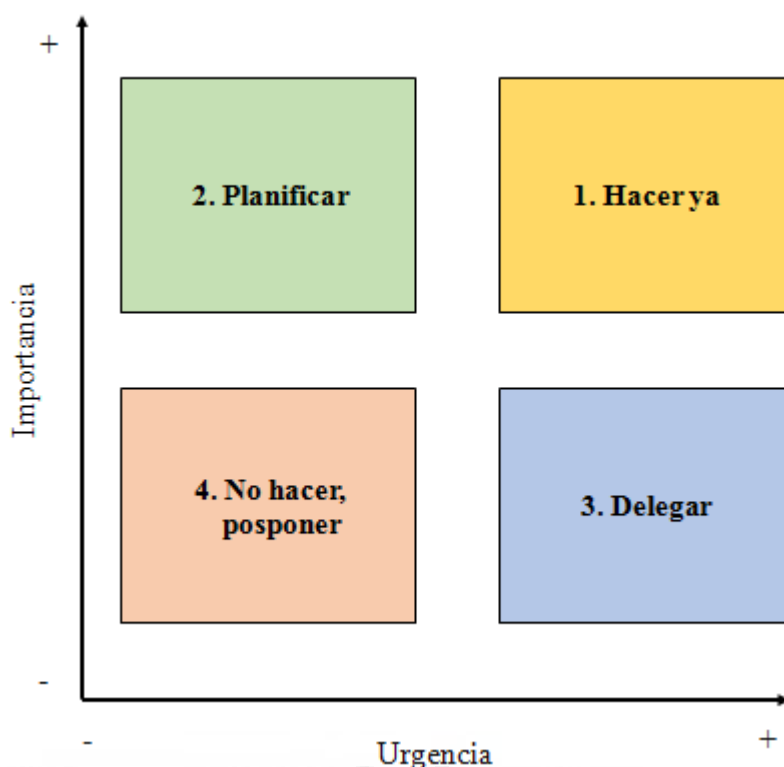 +
2. Planificar
1. Hacer ya
Importancia
4. No hacer,
posponer
3. Delegar
-
-
Urgencia
+